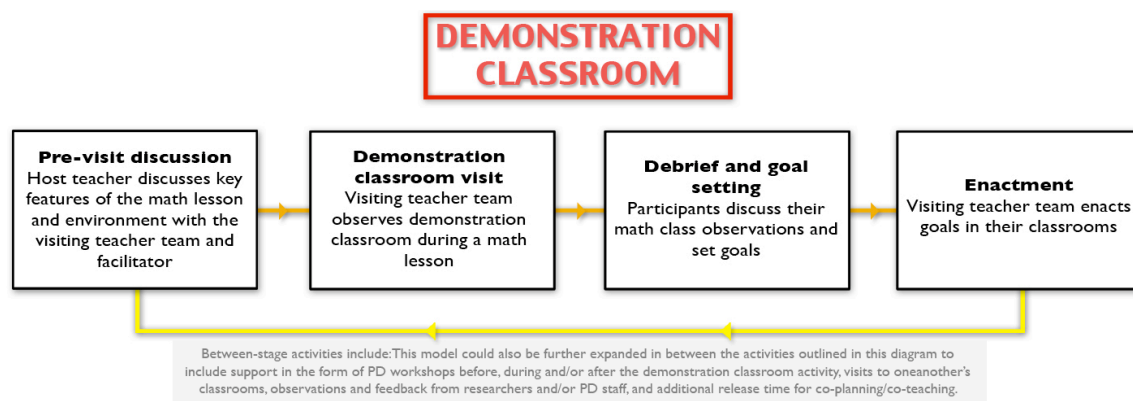 DEMONSTRATION
CLASSROOM
Pre-visit discussion
Host teacher discusses key
features of the math lesson
and environment with the
visiting teacher team and
facilitator
Demonstration
classroom visit
Visiting teacher team
observes demonstration
classroom during a math
lesson
Debrief and goal
setting
Participants discuss their
math class observations and
set goals
Enactment
Visiting teacher team enacts
goals in their classrooms
Between-stage activities include: This model could also be further expanded in between the activities outlined in this diagram to
include support in the form of PD workshops before, during and/or after the demonstration classroom activity, visits to oneanother's
classrooms, observations and feedback from researchers and/or PD staff, and additional release time for co-planning/co-teaching.